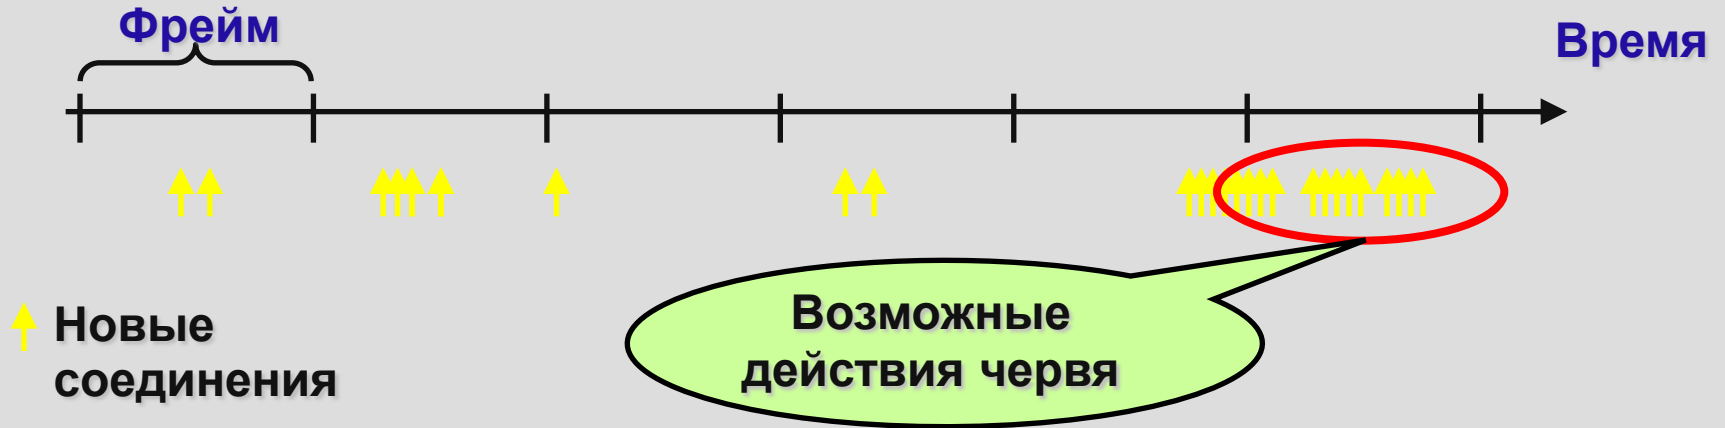 Фрейм
Время
Новые
соединения
Возможные
действия червя